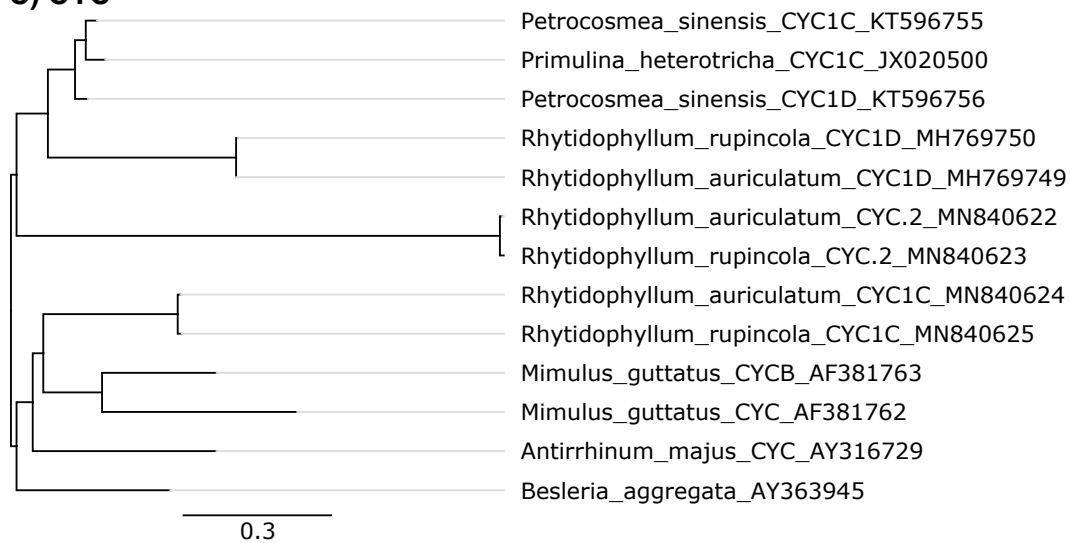 Petrocosmea_sinensis_CYC1C_KT596755
Primulina_heterotricha_CYC1C_JX020500
Petrocosmea_sinensis_CYC1D_KT596756
Rhytidophyllum_rupincola_CYC1D_MH769750
Rhytidophyllum_auriculatum_CYC1D_MH769749
Rhytidophyllum_auriculatum_CYC.2_MN840622
Rhytidophyllum_rupincola_CYC.2_MN840623
Rhytidophyllum_auriculatum_CYC1C_MN840624
Rhytidophyllum_rupincola_CYC1C_MN840625
Mimulus_guttatus_CYCB_AF381763
Mimulus_guttatus_CYC_AF381762
Antirrhinum_majus_CYC_AY316729
Besleria_aggregata_AY363945
0.3